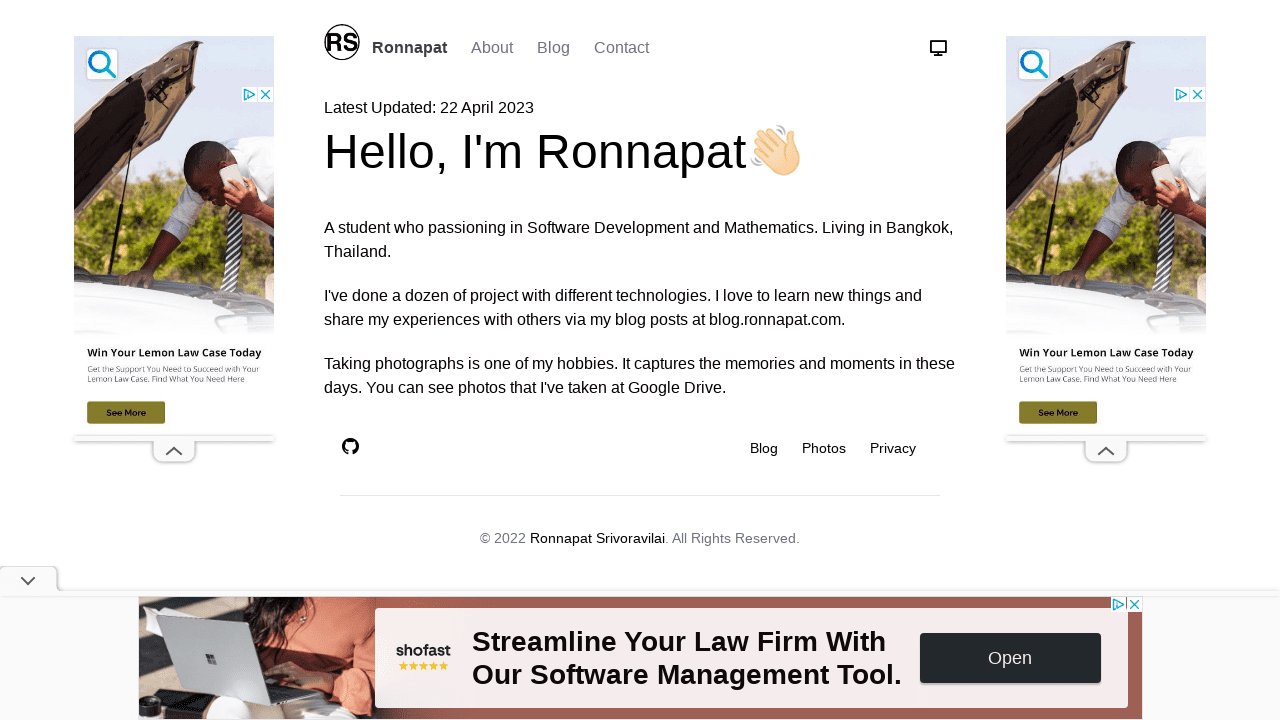 RS
Ronnapat
About
Blog
Contact
Latest Updated: 22 April 2023
Hello, I'm Ronnapat👋🏻
A student who passioning in Software Development and Mathematics. Living in Bangkok,
Thailand.
I've done a dozen of project with different technologies. I love to learn new things and
share my experiences with others via my blog posts at blog.ronnapat.com.
Taking photographs is one of my hobbies. It captures the memories and moments in these
days. You can see photos that I've taken at Google Drive.
Blog
Photos
Privacy
© 2022 Ronnapat Srivoravilai. All Rights Reserved.
Win Your Lemon Law Case Today
Get the Support You Need to Succeed with Your
Lemon Law Case. Find What You Need Here
See More
Win Your Lemon Law Case Today
Get the Support You Need to Succeed with Your
Lemon Law Case. Find What You Need Here
See More
shofast
Streamline Your Law Firm With
Our Software Management Tool.
Open